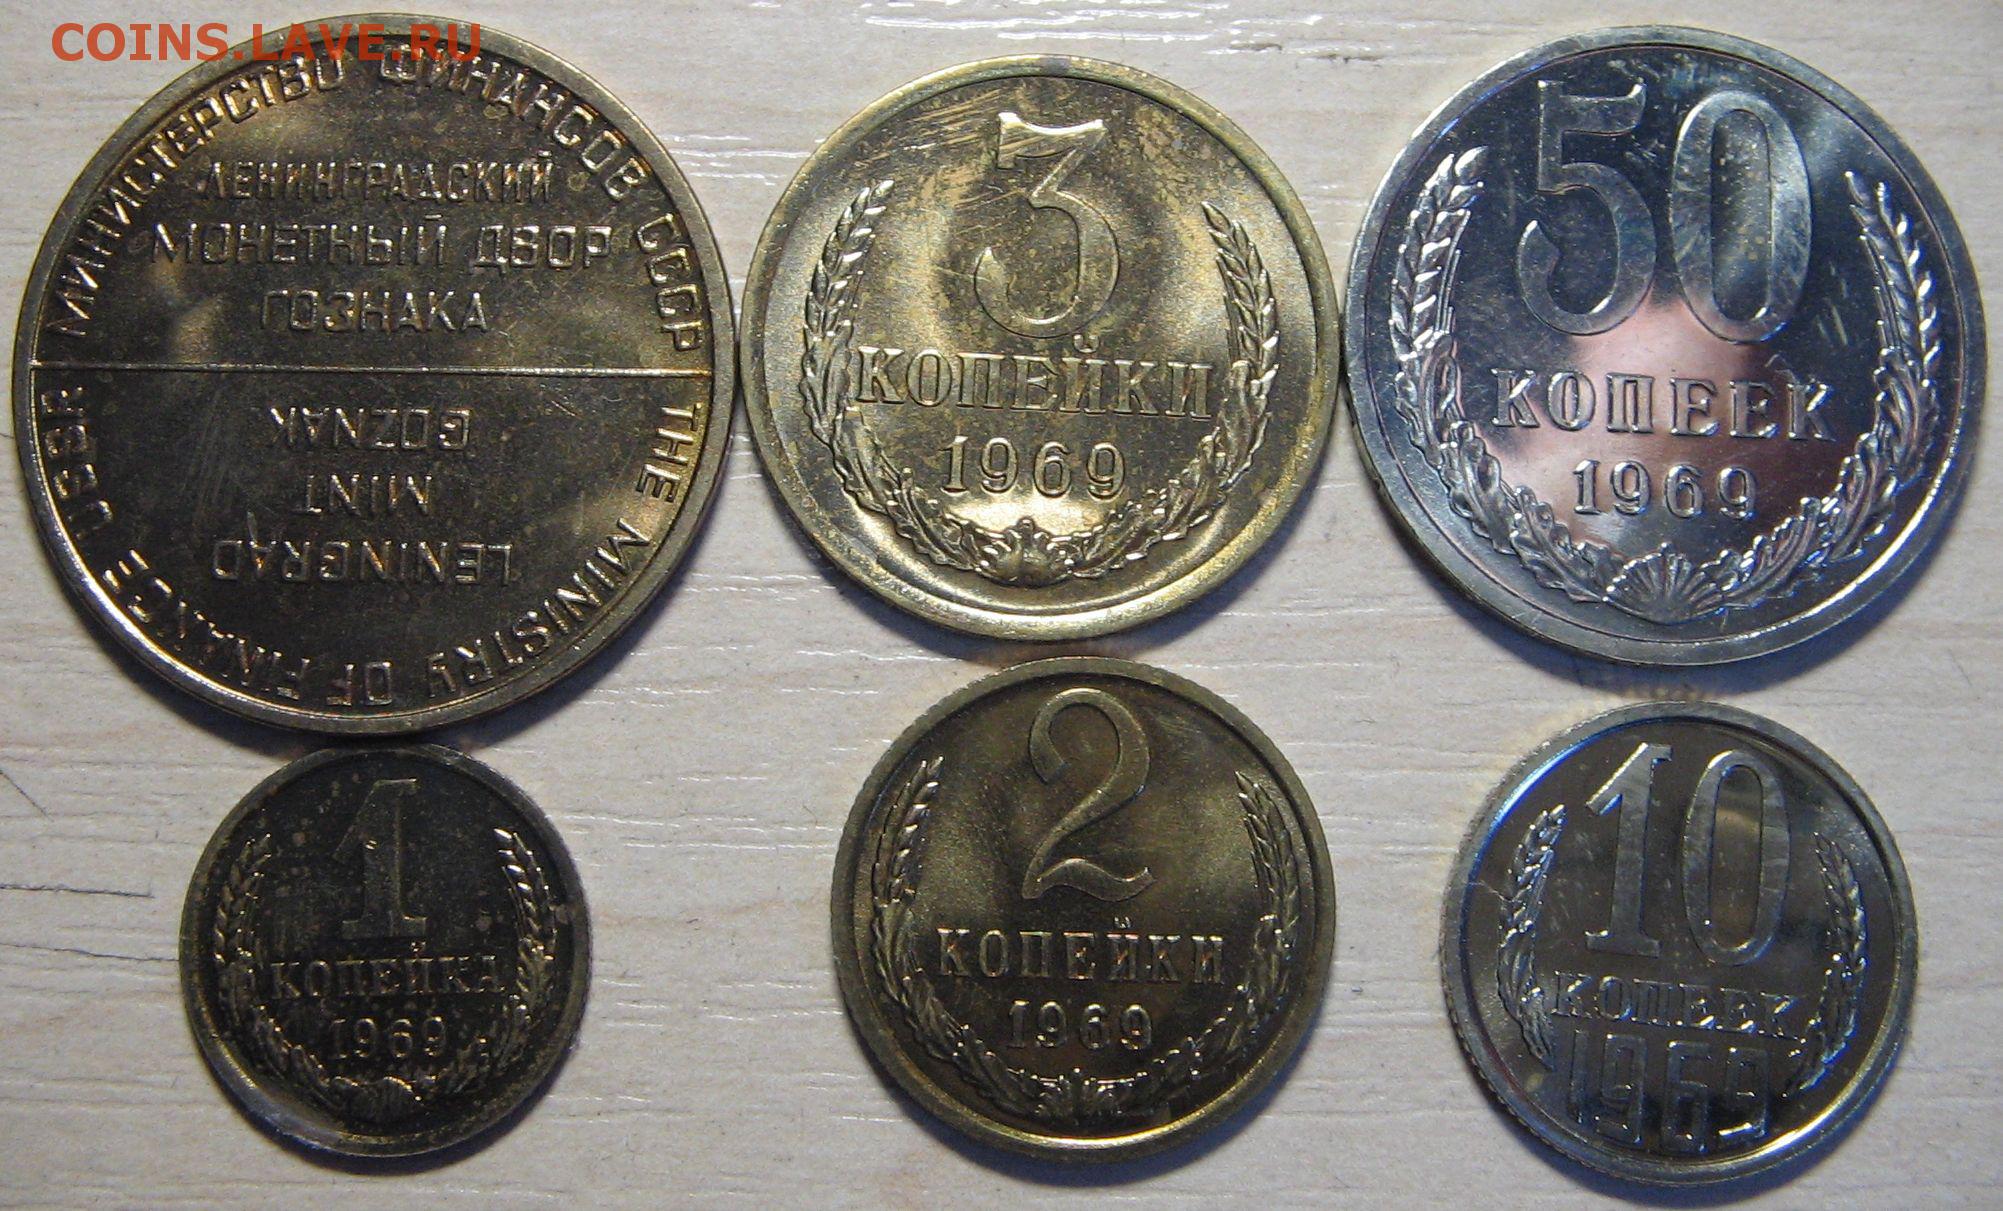 COINS.LAVE.RU
МИНИСТЕРСТВО ФИНАНСОВ СССР
ЛЕНИНГРАДСКИЙ
МОНЕТНЫЙ ДВОР
ГОЗНАКА
THE MINISTRY OF FINANCE USSR
LENINGRAD
MINT
GOZNAK
3
КОПЕЙКИ
1969
50
КОПЕЕК
1969
1
КОПЕЙКА
1969
2
КОПЕЙКИ
1969
10
КОПЕЕК
1969